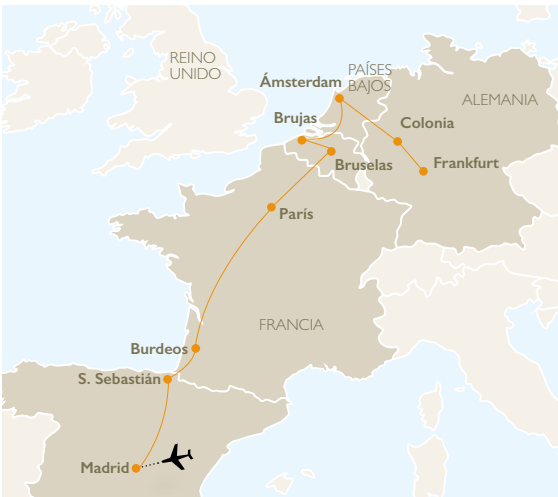 REINO
UNIDO
PAÍSES
BAJOS
Ámsterdam
ALEMANIA
Brujas
Colonia
Bruselas
Frankfurt
París
FRANCIA
Burdeos
S. Sebastián
Madrid